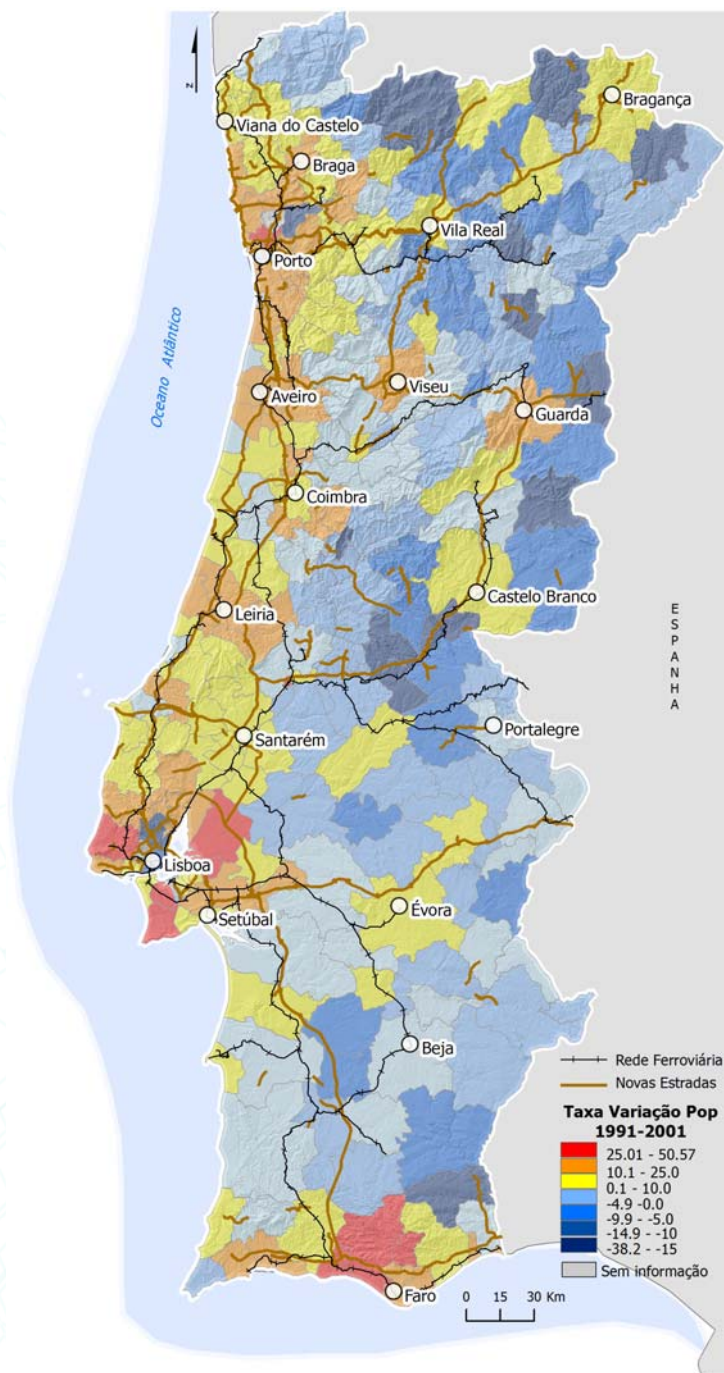 N
Bragança
Viana do Castelo
Braga
Vila Real
Porto
Oceano Atlântico
Viseu
Aveiro
Guarda
Coimbra
Castelo Branco
Leiria
ESPANHA
Portalegre
Santarém
Lisboa
Évora
Setúbal
Beja
Rede Ferroviária
Novas Estradas
Taxa Variação Pop
1991-2001
25.01 - 50.57
10.1 - 25.0
0.1 - 10.0
-4.9 -0.0
-9.9 - -5.0
-14.9 - -10
-38.2 - -15
Sem informação
Faro
0 15 30 Km